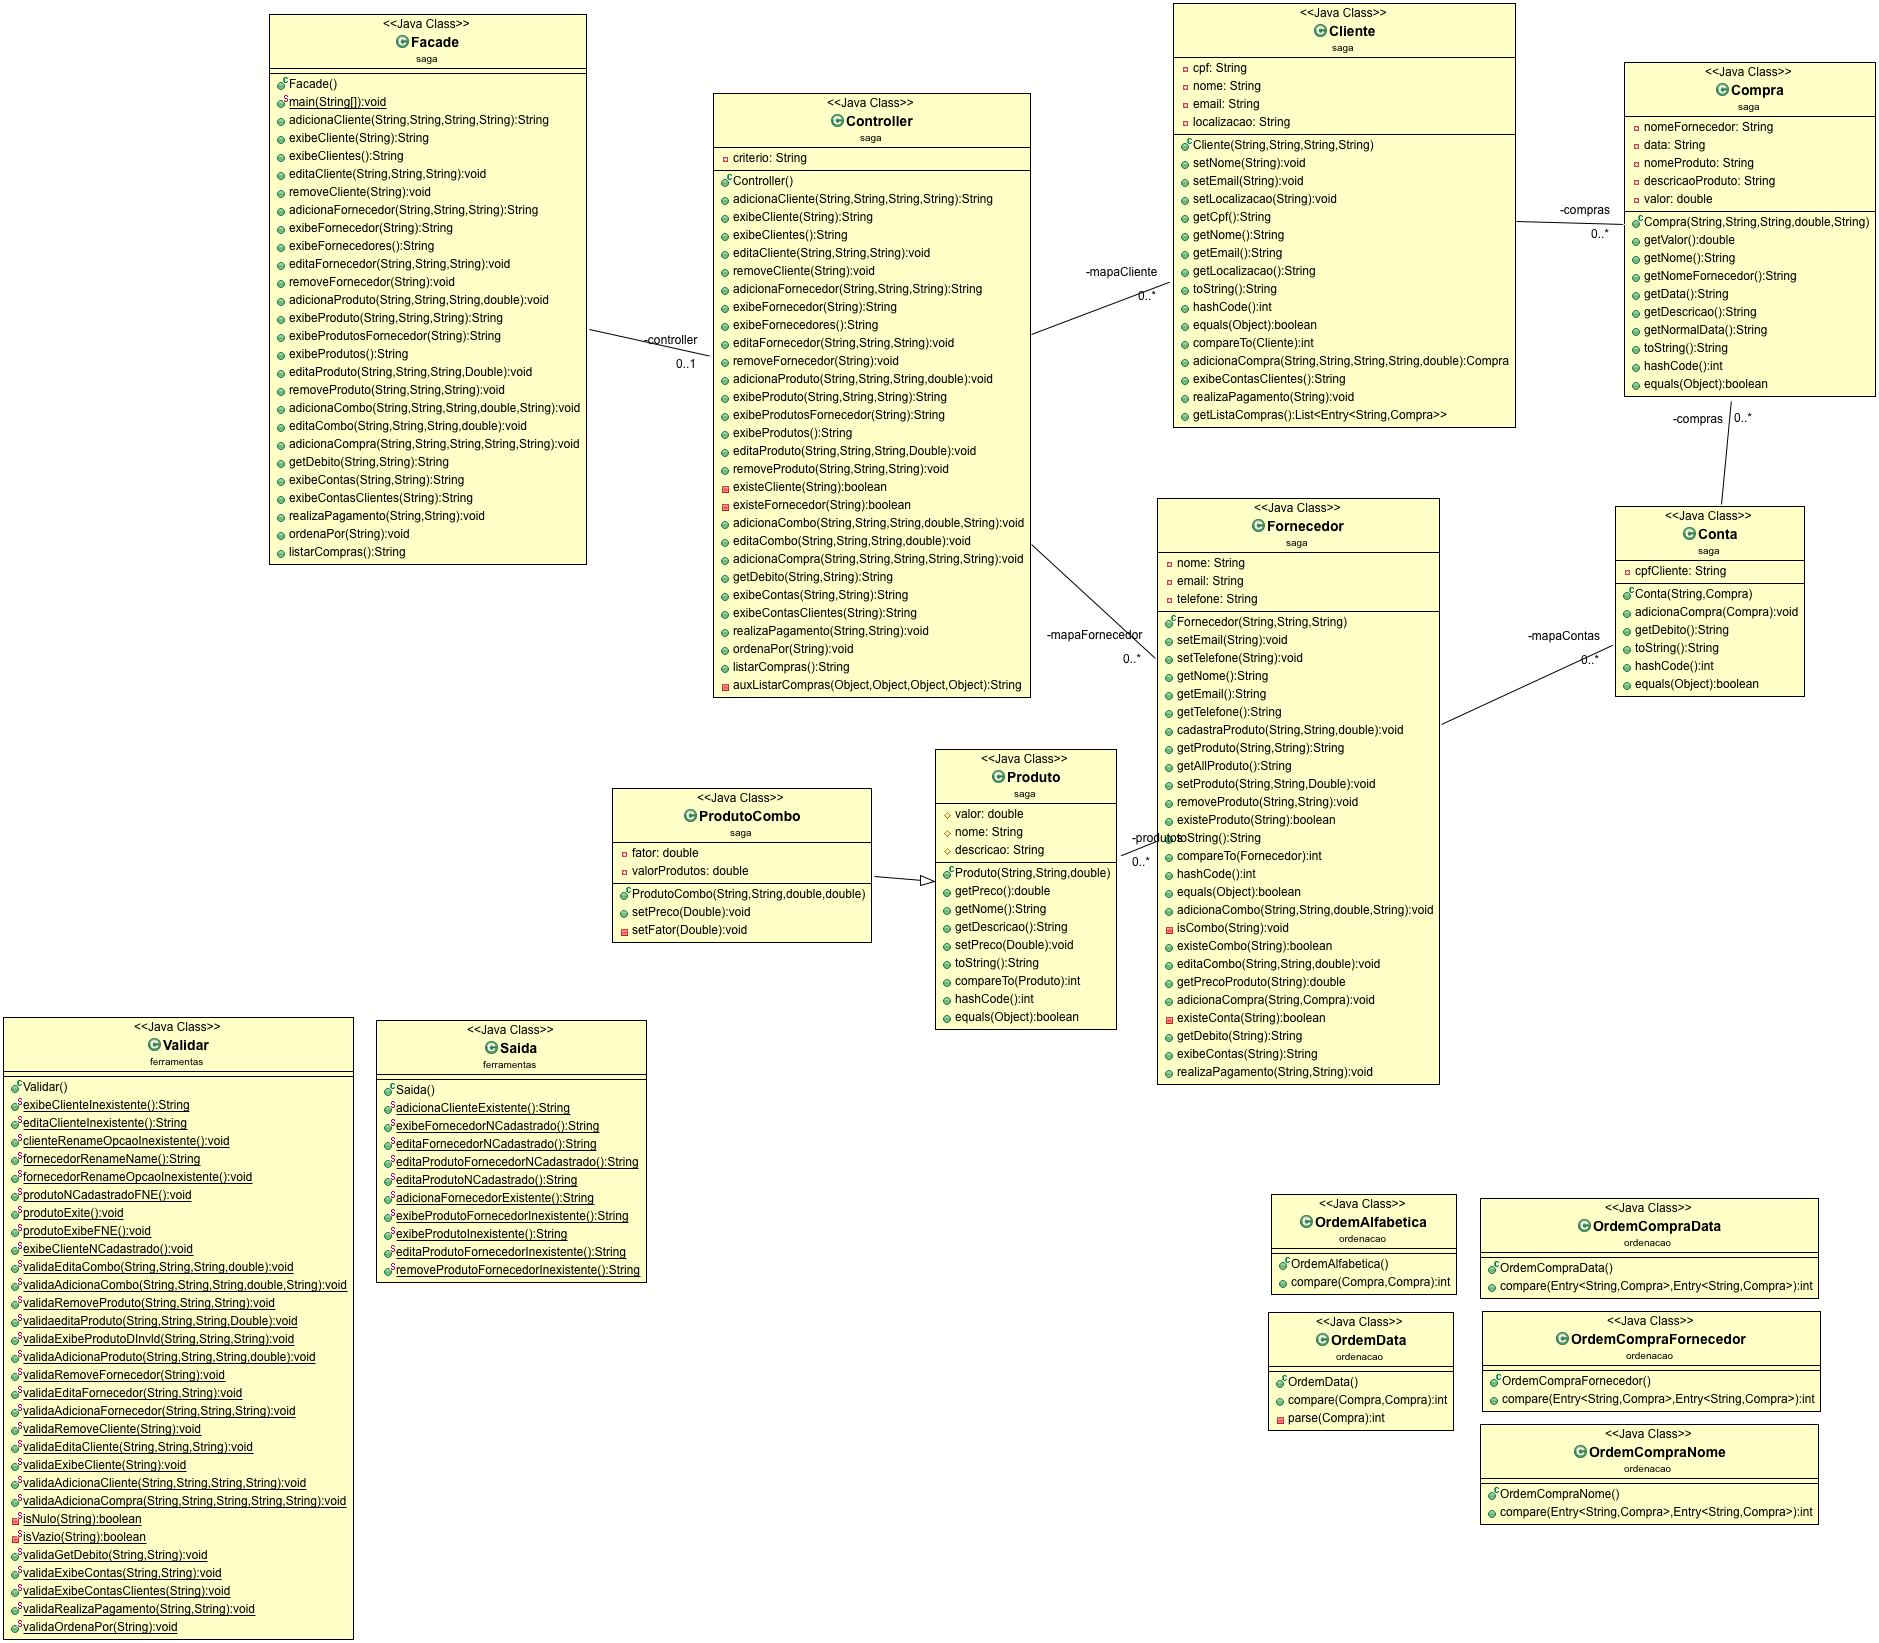 <<Java Class>>
Facade
saga
Facade()
main(String[]):void
adicionaCliente(String,String,String,String):String
exibeCliente(String):String
exibeClientes():String
editaCliente(String,String,String):void
removeCliente(String):void
adicionaFornecedor(String,String,String):String
exibeFornecedor(String):String
exibeFornecedores():String
editaFornecedor(String,String,String):void
removeFornecedor(String):void
adicionaProduto(String,String,String,double):void
exibeProduto(String,String,String):String
exibeProdutosFornecedor(String):String
exibeProdutos():String
editaProduto(String,String,String,Double):void
removeProduto(String,String,String):void
adicionaCombo(String,String,String,double,String):void
editaCombo(String,String,String,double):void
adicionaCompra(String,String,String,String,String):void
getDebito(String,String):String
exibeContas(String,String):String
exibeContasClientes(String):String
realizaPagamento(String,String):void
ordenaPor(String):void
listarCompras():String
-controller
0..1
<<Java Class>>
Controller
saga
criterio: String
Controller()
adicionaCliente(String,String,String,String):String
exibeCliente(String):String
exibeClientes():String
editaCliente(String,String,String):void
removeCliente(String):void
adicionaFornecedor(String,String,String):String
exibeFornecedor(String):String
exibeFornecedores():String
editaFornecedor(String,String,String):void
removeFornecedor(String):void
adicionaProduto(String,String,String,double):void
exibeProduto(String,String,String):String
exibeProdutosFornecedor(String):String
exibeProdutos():String
editaProduto(String,String,String,Double):void
removeProduto(String,String,String):void
existeCliente(String):boolean
existeFornecedor(String):boolean
adicionaCombo(String,String,String,double,String):void
editaCombo(String,String,String,double):void
adicionaCompra(String,String,String,String,String):void
getDebito(String,String):String
exibeContas(String,String):String
exibeContasClientes(String):String
realizaPagamento(String,String):void
ordenaPor(String):void
listarCompras():String
auxListarCompras(Object,Object,Object,Object):String
-mapaCliente
0..*
-mapaFornecedor
0..*
<<Java Class>>
Cliente
saga
cpf: String
nome: String
email: String
localizacao: String
Cliente(String,String,String,String)
setNome(String):void
setEmail(String):void
setLocalizacao(String):void
getCpf():String
getNome():String
getEmail():String
getLocalizacao():String
toString():String
hashCode():int
equals(Object):boolean
compareTo(Cliente):int
adicionaCompra(String,String,String,String,double):Compra
exibeContasClientes():String
realizaPagamento(String):void
getListaCompras():List<Entry<String,Compra>>
-compras
0..*
<<Java Class>>
Compra
saga
nomeFornecedor: String
data: String
nomeProduto: String
descricaoProduto: String
valor: double
Compra(String,String,String,double,String)
getValor():double
getNome():String
getNomeFornecedor():String
getData():String
getDescricao():String
getNormalData():String
toString():String
hashCode():int
equals(Object):boolean
-compras
0..*
<<Java Class>>
Conta
saga
cpfCliente: String
Conta(String,Compra)
adicionaCompra(Compra):void
getDebito():String
toString():String
hashCode():int
equals(Object):boolean
-mapaContas
0..*
<<Java Class>>
Fornecedor
saga
nome: String
email: String
telefone: String
Fornecedor(String,String,String)
setEmail(String):void
setTelefone(String):void
getNome():String
getEmail():String
getTelefone():String
cadastraProduto(String,String,double):void
getProduto(String,String):String
getAllProduto():String
setProduto(String,String,Double):void
removeProduto(String,String):void
existeProduto(String):boolean
toString():String
compareTo(Fornecedor):int
hashCode():int
equals(Object):boolean
adicionaCombo(String,String,double,String):void
isCombo(String):void
existeCombo(String):boolean
editaCombo(String,String,double):void
getPrecoProduto(String):double
adicionaCompra(String,Compra):void
existeConta(String):boolean
getDebito(String):String
exibeContas(String):String
realizaPagamento(String,String):void
-produtos
0..*
<<Java Class>>
Produto
saga
valor: double
nome: String
descricao: String
Produto(String,String,double)
getPreco():double
getNome():String
getDescricao():String
setPreco(Double):void
toString():String
compareTo(Produto):int
hashCode():int
equals(Object):boolean
<<Java Class>>
ProdutoCombo
saga
fator: double
valorProdutos: double
ProdutoCombo(String,String,double,double)
setPreco(Double):void
setFator(Double):void
<<Java Class>>
Validar
ferramentas
Validar()
exibeClienteInexistente():String
editaClienteInexistente():String
clienteRenameOpcaoInexistente():void
fornecedorRenameName():String
fornecedorRenameOpcaoInexistente():void
produtoNCadastradoFNE():void
produtoExite():void
produtoExibeFNE():void
exibeClienteNCadastrado():void
validaEditaCombo(String,String,String,double):void
validaAdicionaCombo(String,String,String,double,String):void
validaRemoveProduto(String,String,String):void
validaeditaProduto(String,String,String,Double):void
validaExibeProdutoDInvld(String,String,String):void
validaAdicionaProduto(String,String,String,double):void
validaRemoveFornecedor(String):void
validaEditaFornecedor(String,String):void
validaAdicionaFornecedor(String,String,String):void
validaRemoveCliente(String):void
validaEditaCliente(String,String,String):void
validaExibeCliente(String):void
validaAdicionaCliente(String,String,String,String):void
validaAdicionaCompra(String,String,String,String,String):void
isNulo(String):boolean
isVazio(String):boolean
validaGetDebito(String,String):void
validaExibeContas(String,String):void
validaExibeContasClientes(String):void
validaRealizaPagamento(String,String):void
validaOrdenaPor(String):void
<<Java Class>>
Saida
ferramentas
Saida()
adicionaClienteExistente():String
exibeFornecedorNCadastrado():String
editaFornecedorNCadastrado():String
editaProdutoFornecedorNCadastrado():String
editaProdutoNCadastrado():String
adicionaFornecedorExistente():String
exibeProdutoFornecedorInexistente():String
exibeProdutoInexistente():String
editaProdutoFornecedorInexistente():String
removeProdutoFornecedorInexistente():String
<<Java Class>>
OrdemAlfabetica
ordenacao
OrdemAlfabetica()
compare(Compra,Compra):int
<<Java Class>>
OrdemData
ordenacao
OrdemData()
compare(Compra,Compra):int
parse(Compra):int
<<Java Class>>
OrdemCompraData
ordenacao
OrdemCompraData()
compare(Entry<String,Compra>,Entry<String,Compra>):int
<<Java Class>>
OrdemCompraFornecedor
ordenacao
OrdemCompraFornecedor()
compare(Entry<String,Compra>,Entry<String,Compra>):int
<<Java Class>>
OrdemCompraNome
ordenacao
OrdemCompraNome()
compare(Entry<String,Compra>,Entry<String,Compra>):int